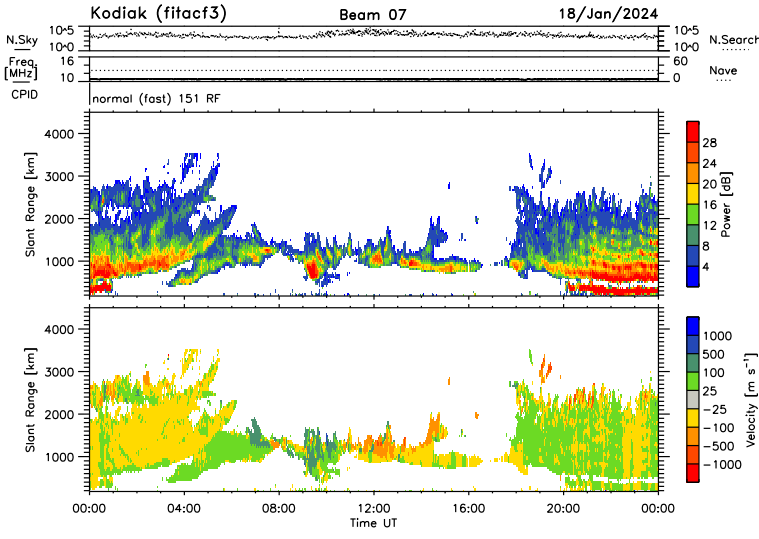 Kodiak (fitacf3) Beam 07 18/Jan/2024
N.Sky 10^5 10^0 10^5 10^0 N.Search
Freq. [MHz] 16 10 60 0 Nave
CPID normal (fast) 151 RF
Slant Range [km] 4000 3000 2000 1000
28 24 20 16 12 8 4 Power [dB]
Slant Range [km] 4000 3000 2000 1000
1000 500 100 25 −25 −100 −500 −1000 Velocity [m s⁻¹]
00:00 04:00 08:00 12:00 16:00 20:00 00:00
Time UT